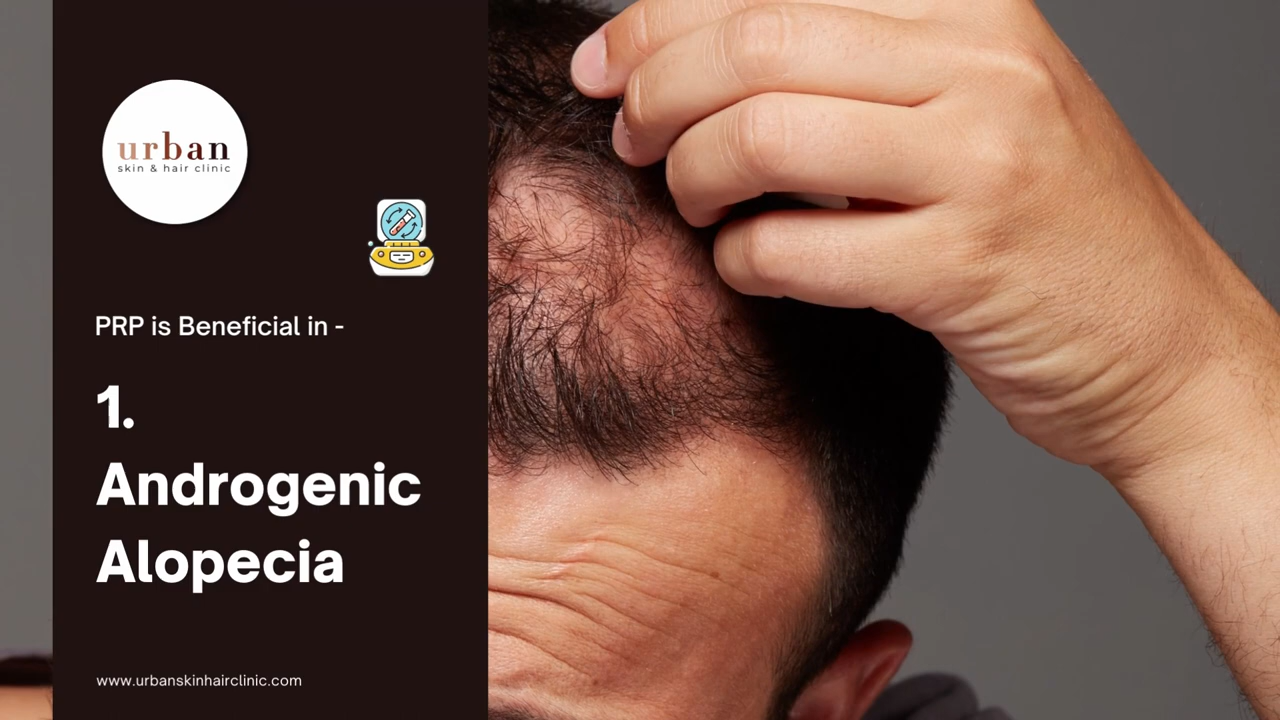 urban
skin & hair clinic
PRP is Beneficial in -
1.
Androgenic
Alopecia
www.urbanskinhairclinic.com